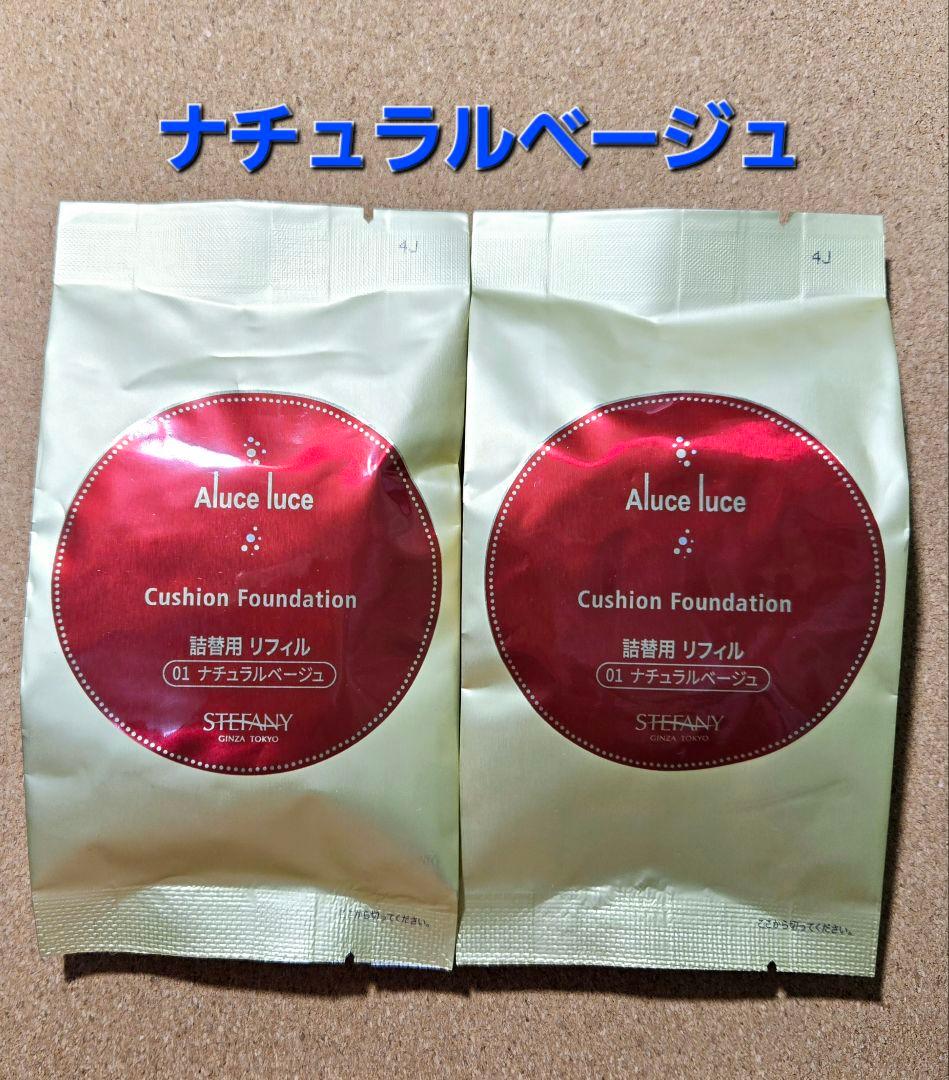 ナチュラルベージュ
4J
Aluce luce
Cushion Foundation
詰替用 リフィル
01 ナチュラルベージュ
STEFANY
GINZA TOKYO
ここから切ってください。
4J
Aluce luce
Cushion Foundation
詰替用 リフィル
01 ナチュラルベージュ
STEFANY
GINZA TOKYO
ここから切ってください。